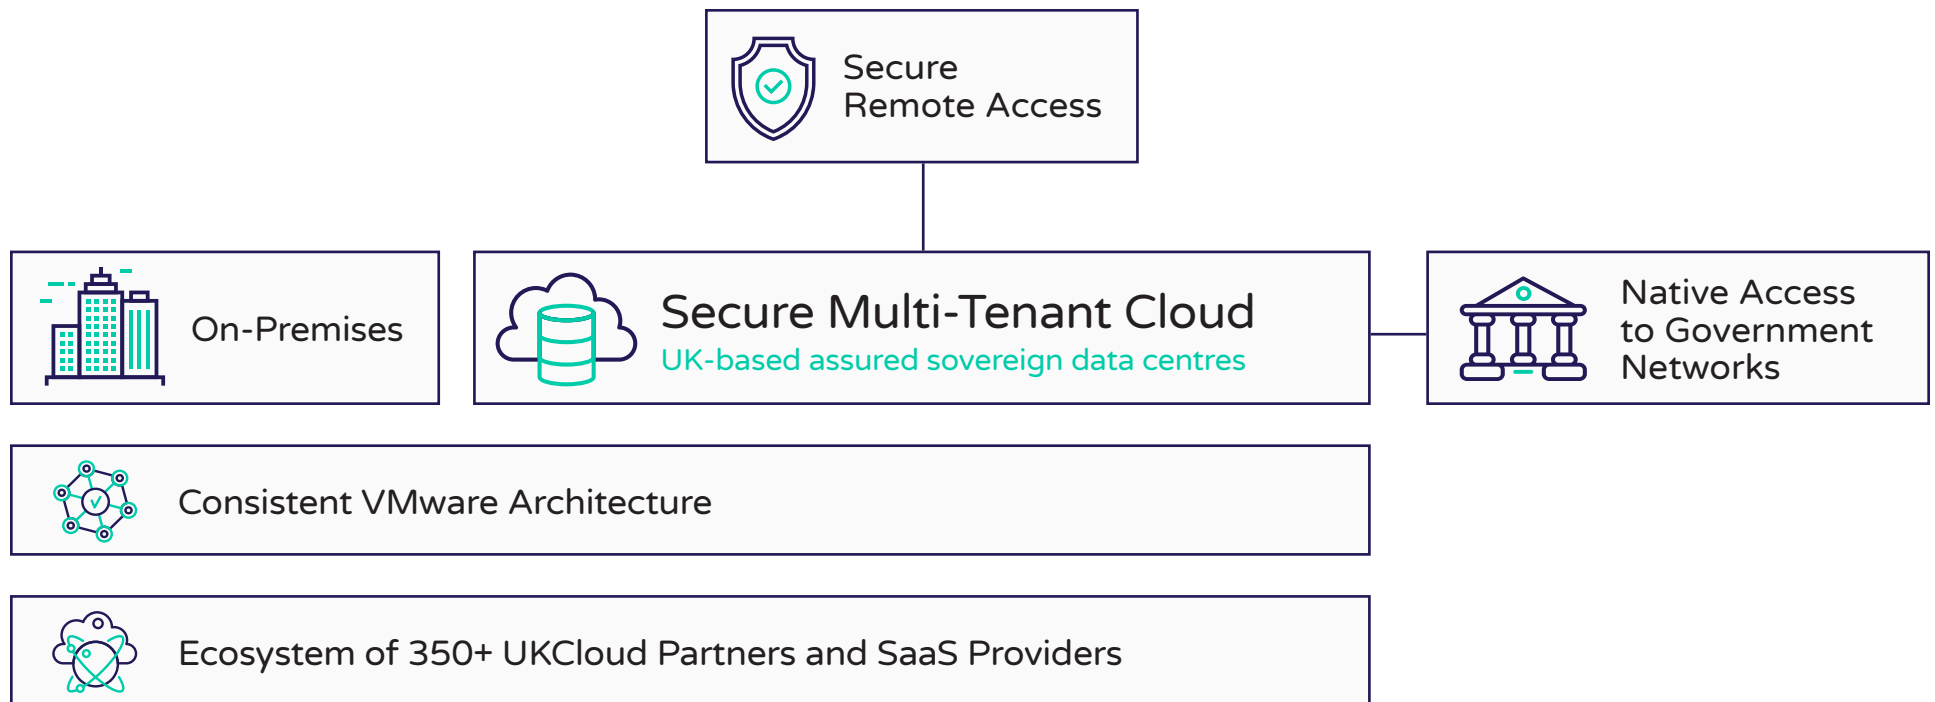 Secure
Remote Access
On-Premises
Secure Multi-Tenant Cloud
UK-based assured sovereign data centres
Native Access
to Government
Networks
Consistent VMware Architecture
Ecosystem of 350+ UKCloud Partners and SaaS Providers